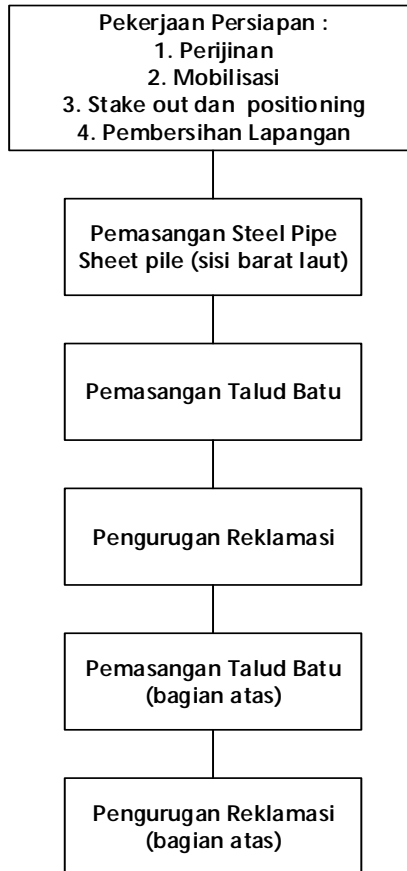 Pekerjaan Persiapan :
1. Perijinan
2. Mobilisasi
3. Stake out dan positioning
4. Pembersihan Lapangan
Pemasangan Steel Pipe
Sheet pile (sisi barat laut)
Pemasangan Talud Batu
Pengurugan Reklamasi
Pemasangan Talud Batu
(bagian atas)
Pengurugan Reklamasi
(bagian atas)